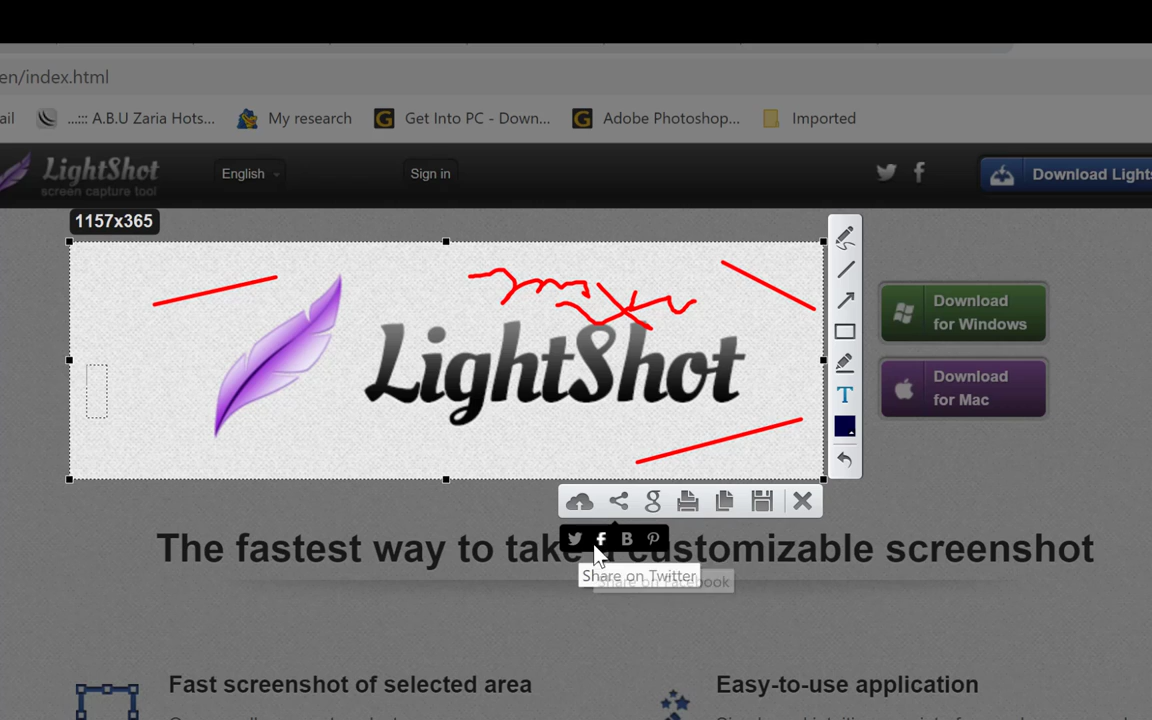 en/index.html
ail ...::: A.B.U Zaria Hots... My research Get Into PC - Down... Adobe Photoshop... Imported
LightShot
screen capture tool
English
Sign in
Download Lights
1157x365
LightShot
Download
for Windows
Download
for Mac
T
The fastest way to take customizable screenshot
Share on Twitter
Fast screenshot of selected area
Easy-to-use application